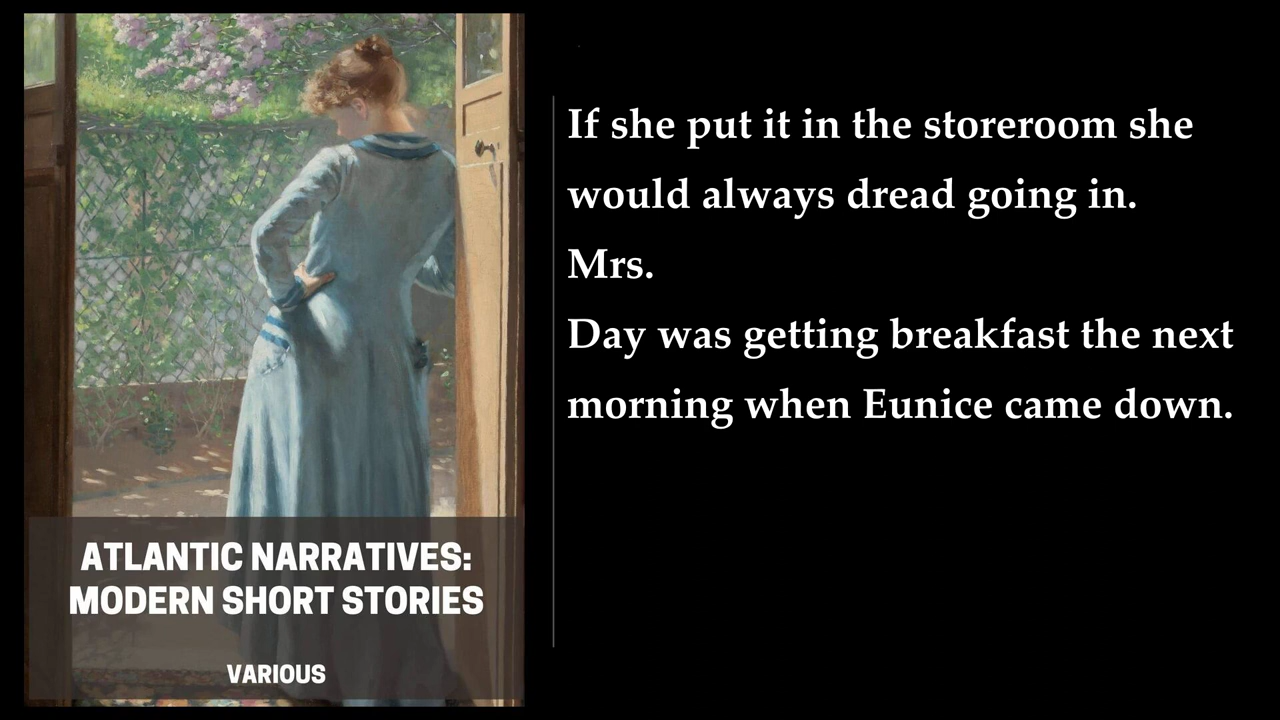 If she put it in the storeroom she
would always dread going in.
Mrs.
Day was getting breakfast the next
morning when Eunice came down.
ATLANTIC NARRATIVES:
MODERN SHORT STORIES
VARIOUS